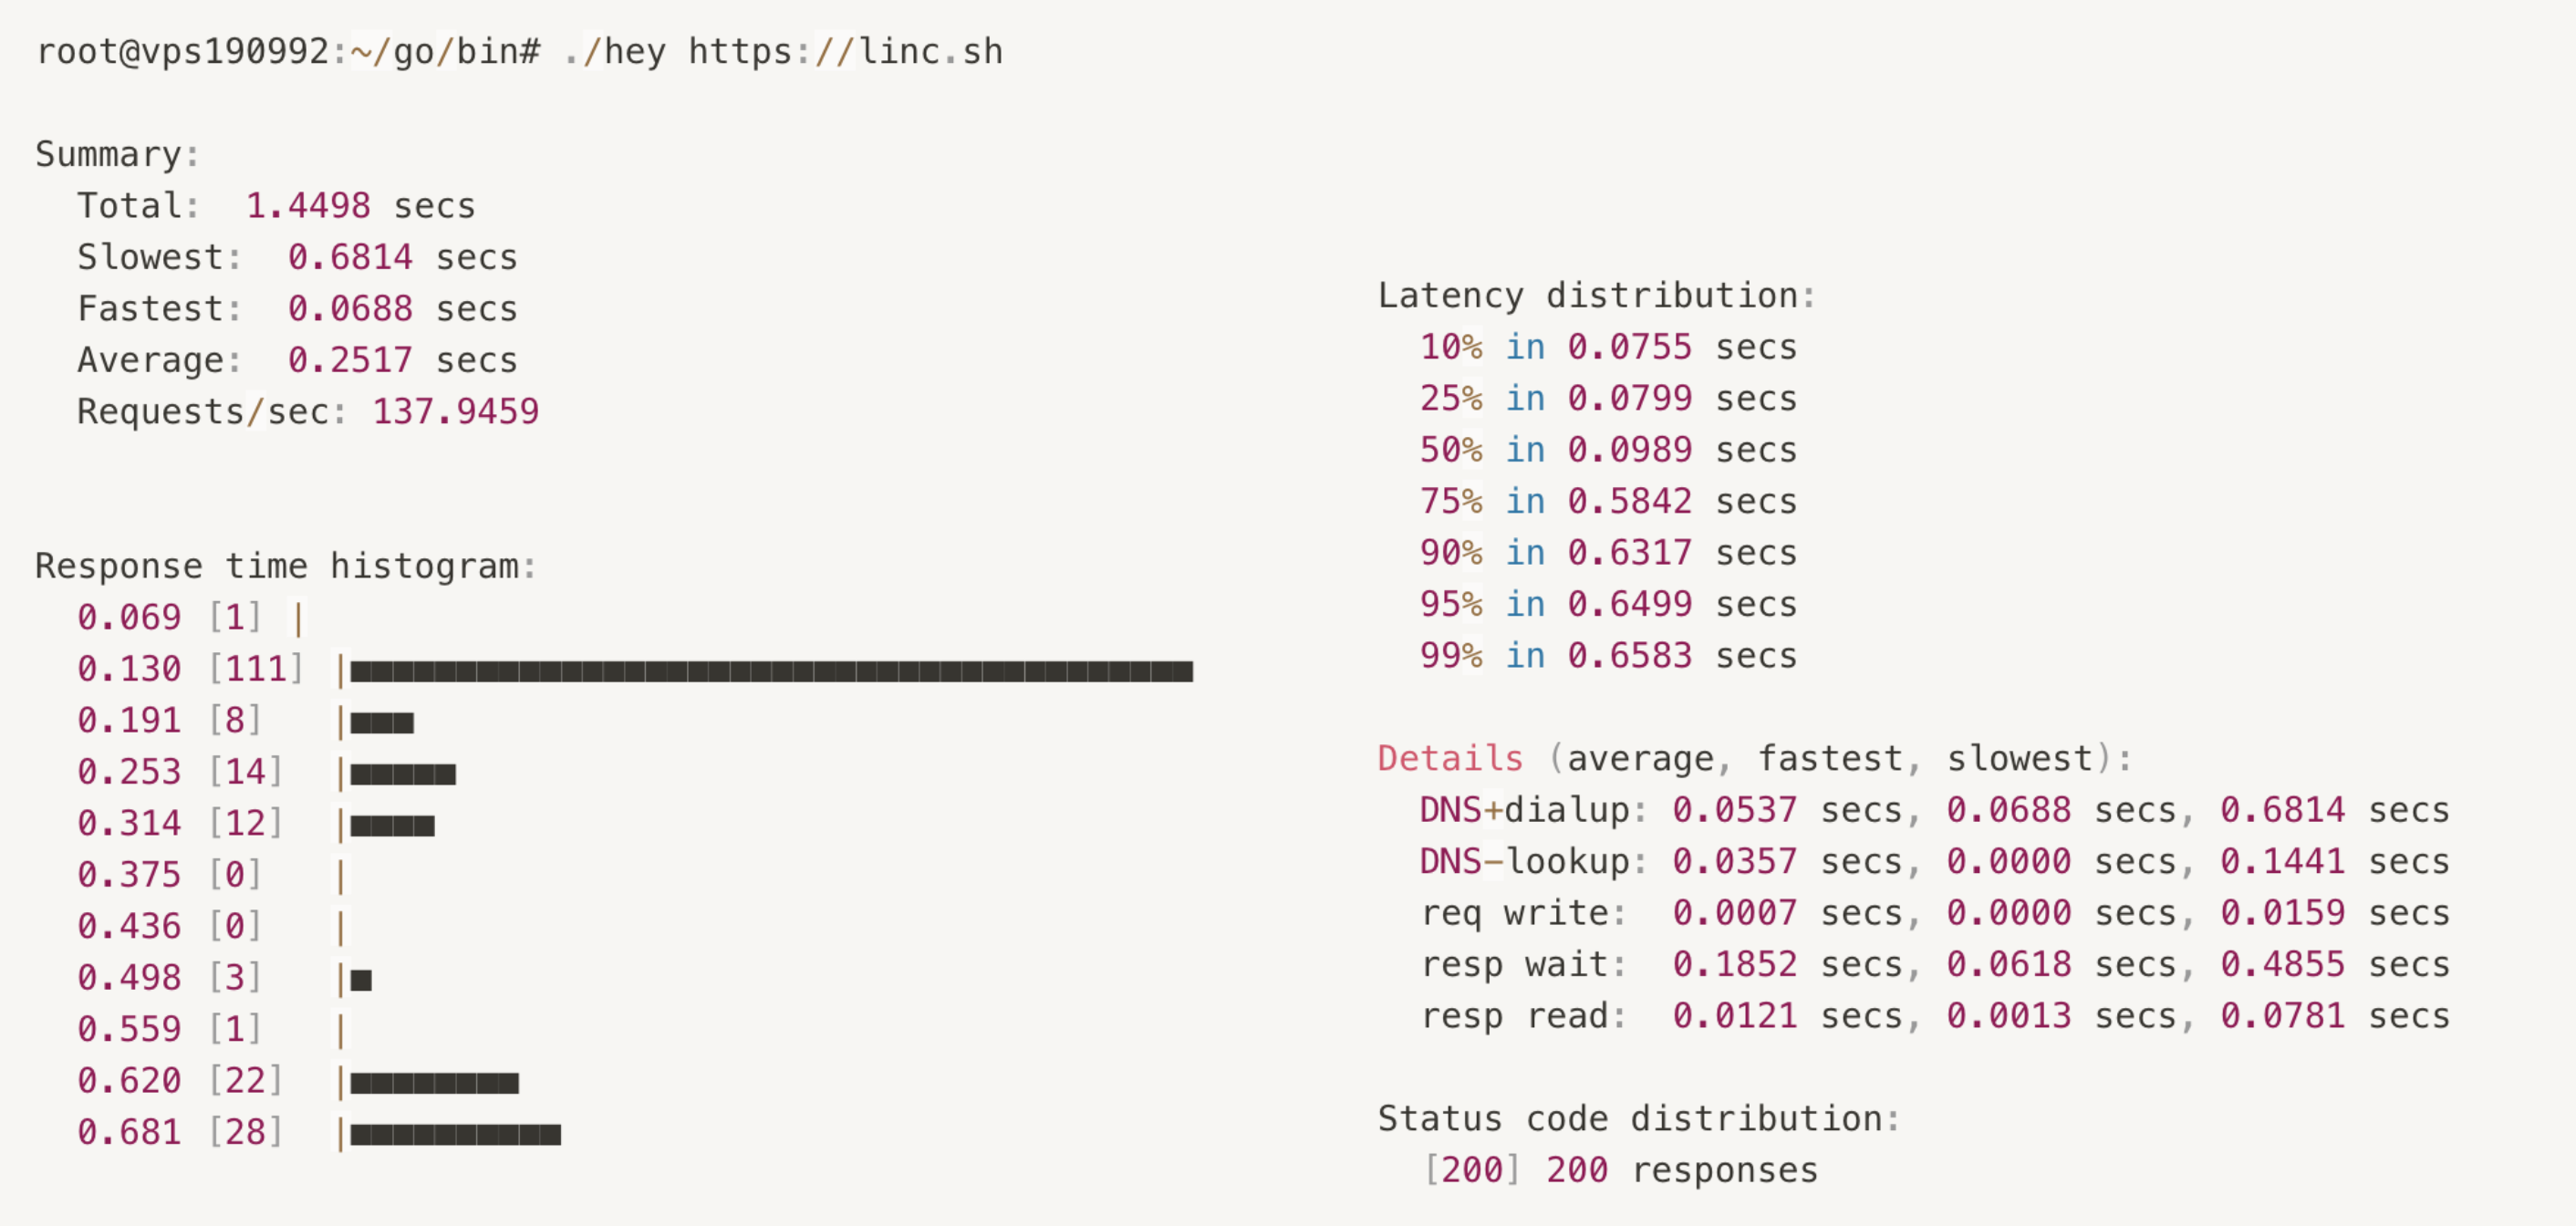 root@vps190992:~/go/bin# ./hey https://linc.sh
Summary:
Total: 1.4498 secs
Slowest: 0.6814 secs
Fastest: 0.0688 secs
Average: 0.2517 secs
Requests/sec: 137.9459
Response time histogram:
0.069 [1] |
0.130 [111] |■■■■■■■■■■■■■■■■■■■■■■■■■■■■■■■■■■■■■■■■
0.191 [8] |■■■
0.253 [14] |■■■■■
0.314 [12] |■■■■
0.375 [0] |
0.436 [0] |
0.498 [3] |■
0.559 [1] |
0.620 [22] |■■■■■■■■
0.681 [28] |■■■■■■■■■■
Latency distribution:
10% in 0.0755 secs
25% in 0.0799 secs
50% in 0.0989 secs
75% in 0.5842 secs
90% in 0.6317 secs
95% in 0.6499 secs
99% in 0.6583 secs
Details (average, fastest, slowest):
DNS+dialup: 0.0537 secs, 0.0688 secs, 0.6814 secs
DNS-lookup: 0.0357 secs, 0.0000 secs, 0.1441 secs
req write: 0.0007 secs, 0.0000 secs, 0.0159 secs
resp wait: 0.1852 secs, 0.0618 secs, 0.4855 secs
resp read: 0.0121 secs, 0.0013 secs, 0.0781 secs
Status code distribution:
[200] 200 responses